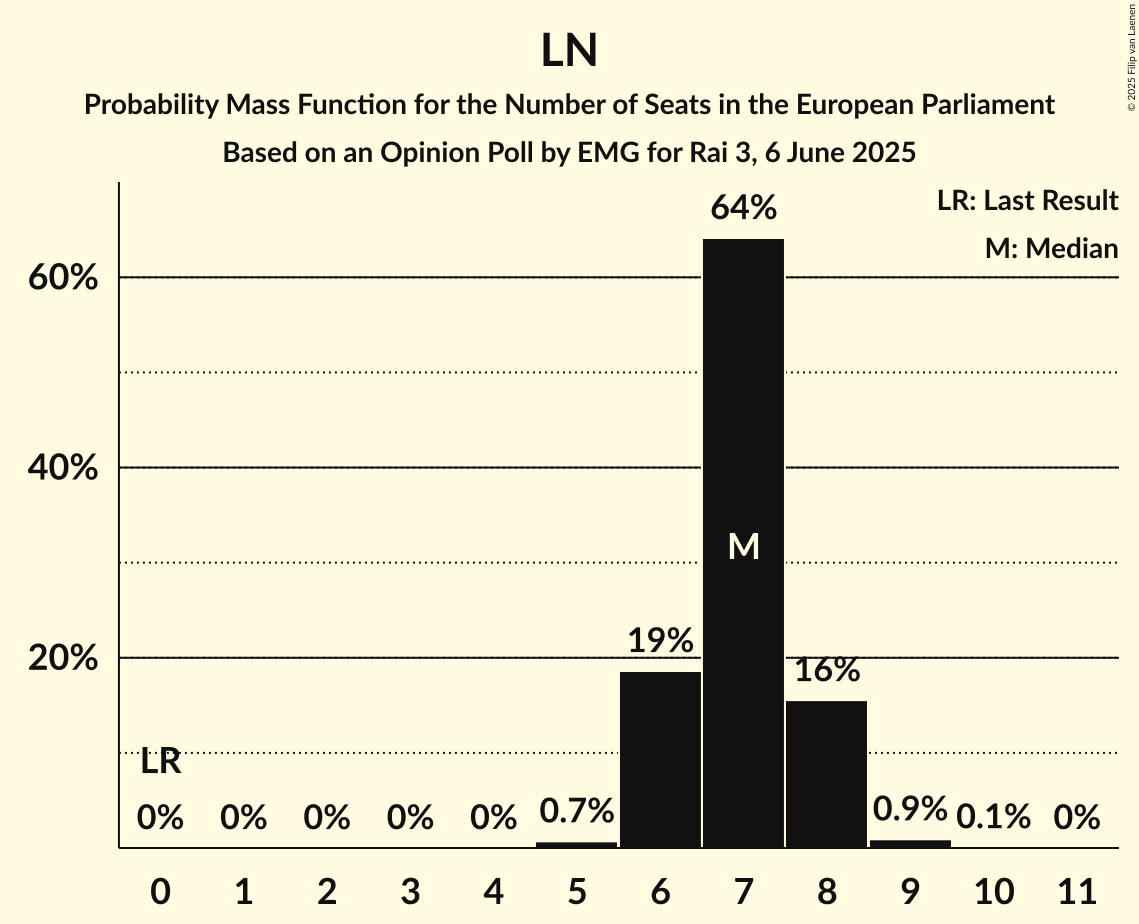 LN
Probability Mass Function for the Number of Seats in the European Parliament
Based on an Opinion Poll by EMG for Rai 3, 6 June 2025
© 2025 Filip van Laenen
LR: Last Result
M: Median
64%
60%
40%
M
19%
20%
16%
LR
0% 0% 0% 0% 0% 0.7% 0.9% 0.1% 0%
0 1 2 3 4 5 6 7 8 9 10 11